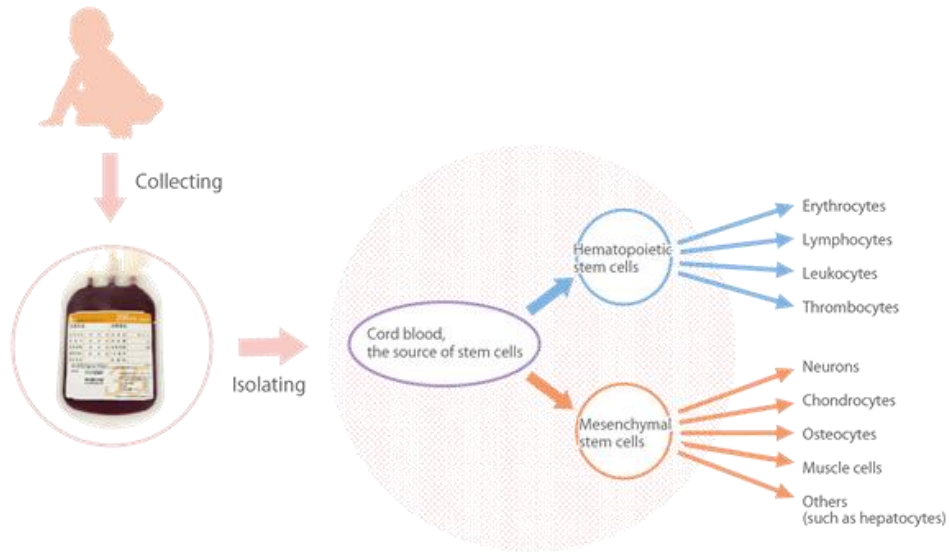 Collecting
Isolating
Cord blood,
the source of stem cells
Hematopoietic
stem cells
Erythrocytes
Lymphocytes
Leukocytes
Thrombocytes
Mesenchymal
stem cells
Neurons
Chondrocytes
Osteocytes
Muscle cells
Others
(such as hepatocytes)